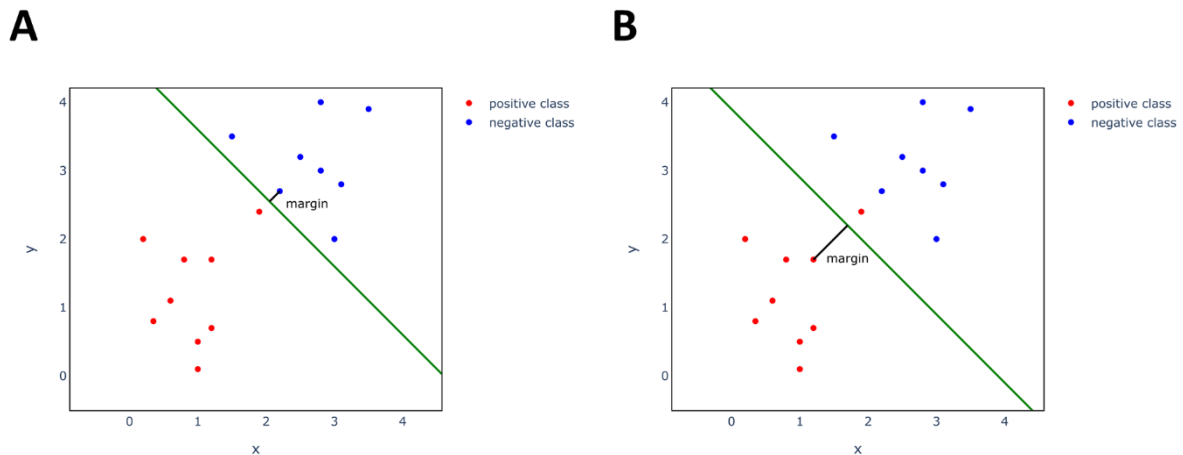 A
B
4
3
2
1
0
y
0 1 2 3 4
x
margin
positive class
negative class
4
3
2
1
0
y
0 1 2 3 4
x
margin
positive class
negative class